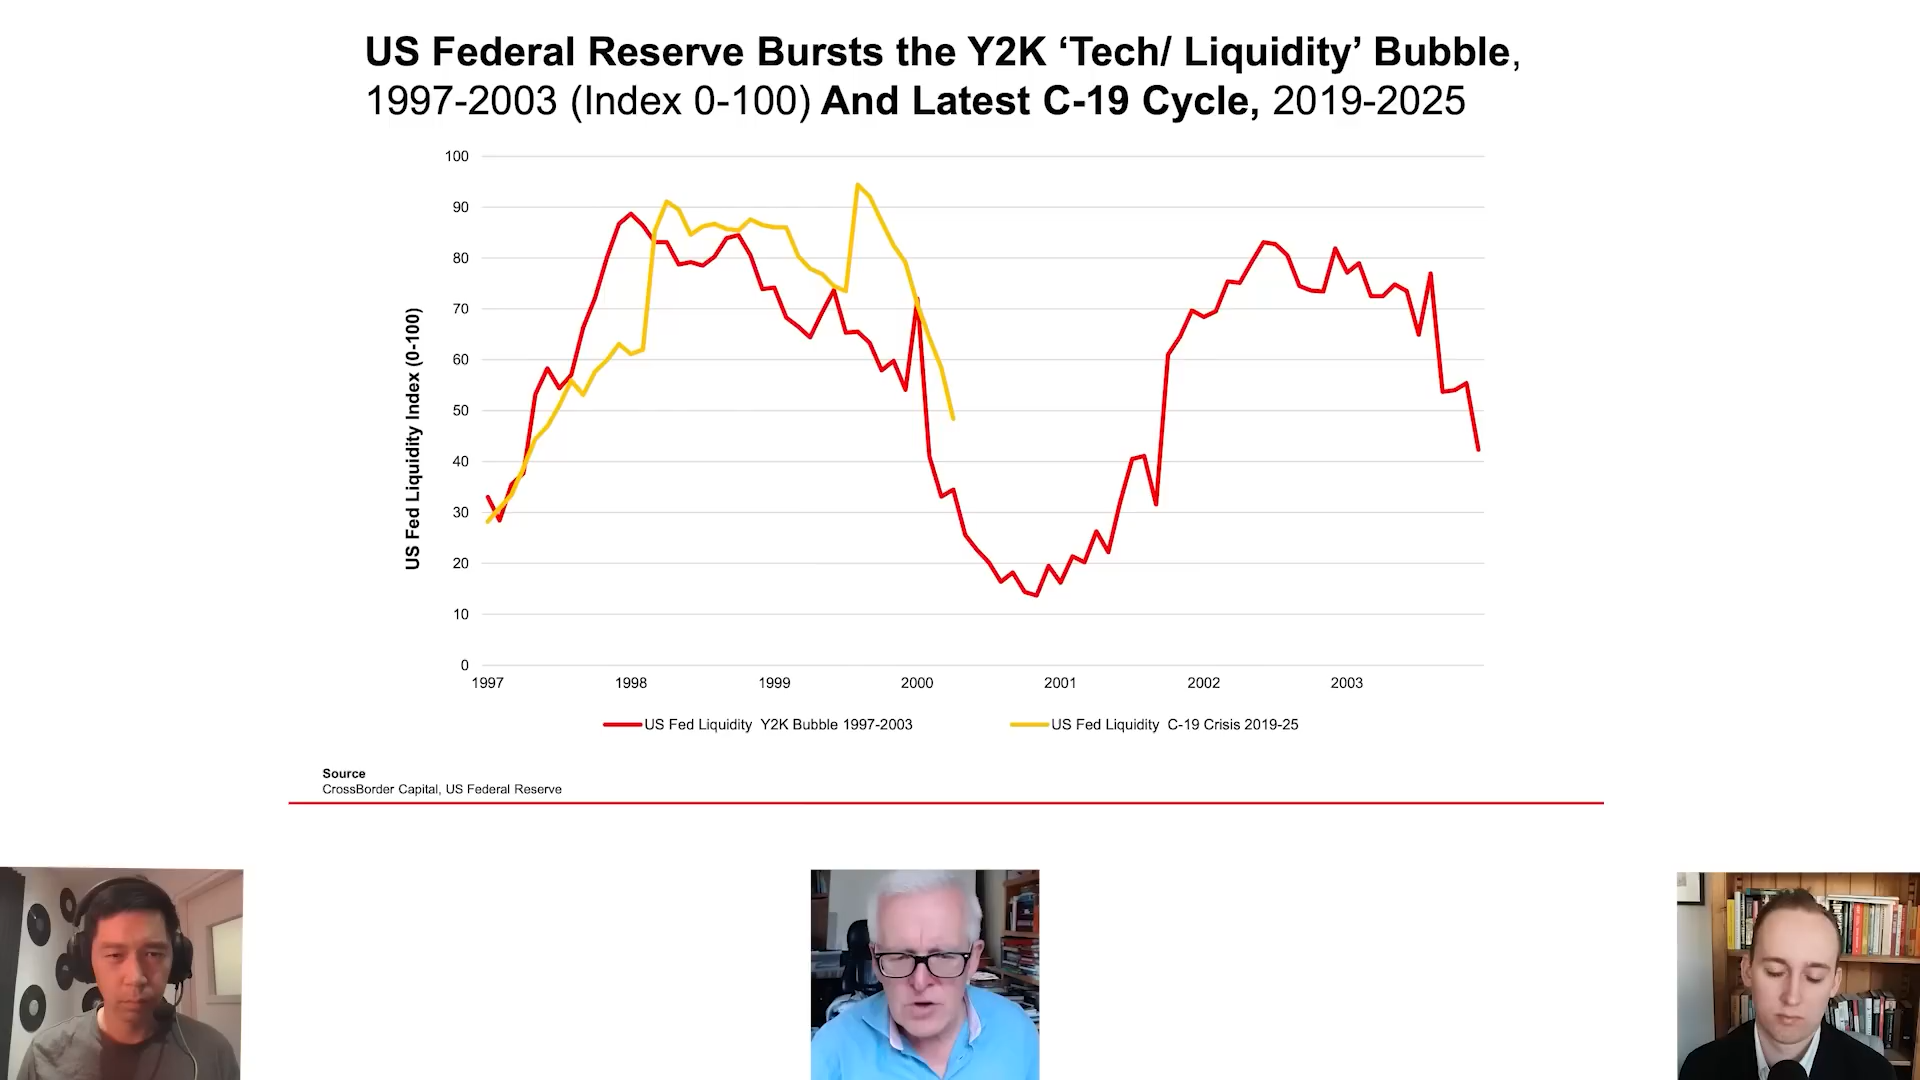 US Federal Reserve Bursts the Y2K ‘Tech/ Liquidity’ Bubble,
1997-2003 (Index 0-100) And Latest C-19 Cycle, 2019-2025
US Fed Liquidity Index (0-100)
100
90
80
70
60
50
40
30
20
10
0
1997 1998 1999 2000 2001 2002 2003
US Fed Liquidity Y2K Bubble 1997-2003 US Fed Liquidity C-19 Crisis 2019-25
Source
CrossBorder Capital, US Federal Reserve